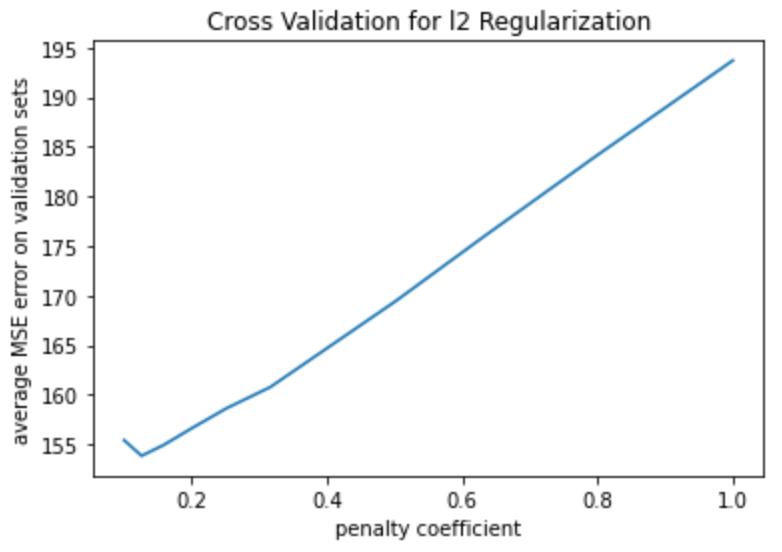 Cross Validation for l2 Regularization
average MSE error on validation sets
195
190
185
180
175
170
165
160
155
0.2 0.4 0.6 0.8 1.0
penalty coefficient